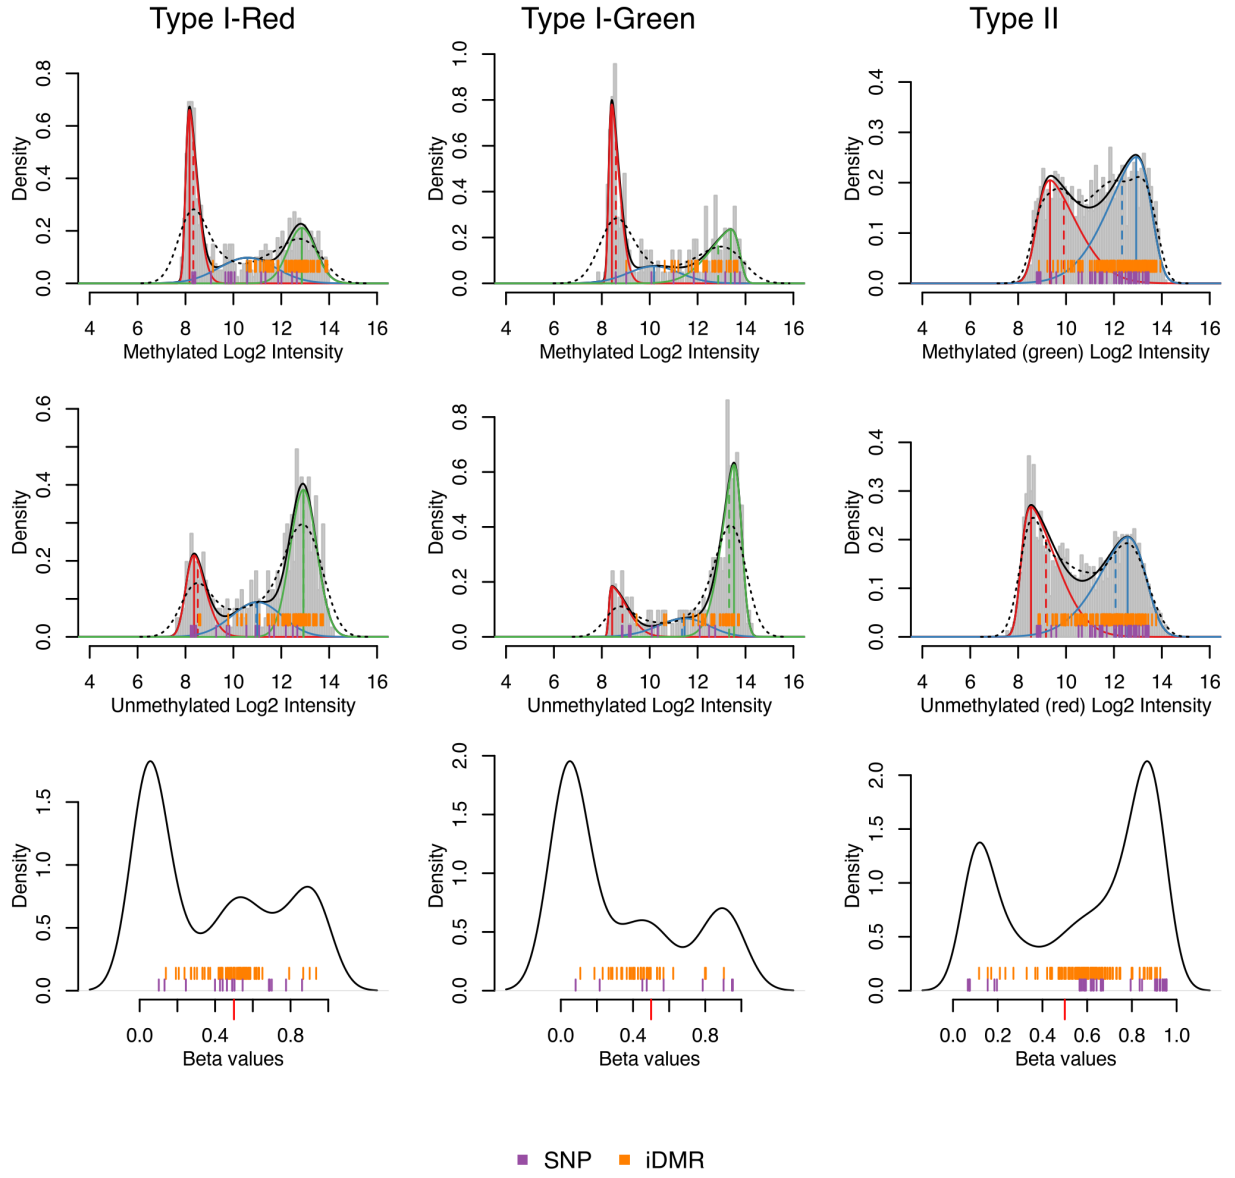 Type I-Red Type I-Green Type II
Density 0.0 0.2 0.4 0.6 0.8
4 6 8 10 12 14 16
Methylated Log2 Intensity
Density 0.0 0.2 0.4 0.6 0.8 1.0
4 6 8 10 12 14 16
Methylated Log2 Intensity
Density 0.0 0.1 0.2 0.3 0.4
4 6 8 10 12 14 16
Methylated (green) Log2 Intensity
Density 0.0 0.2 0.4 0.6
4 6 8 10 12 14 16
Unmethylated Log2 Intensity
Density 0.0 0.2 0.4 0.6 0.8
4 6 8 10 12 14 16
Unmethylated Log2 Intensity
Density 0.0 0.1 0.2 0.3 0.4
4 6 8 10 12 14 16
Unmethylated (red) Log2 Intensity
Density 0.0 0.5 1.0 1.5
0.0 0.4 0.8
Beta values
Density 0.0 0.5 1.0 1.5 2.0
0.0 0.4 0.8
Beta values
Density 0.0 0.5 1.0 1.5 2.0
0.0 0.2 0.4 0.6 0.8 1.0
Beta values
SNP iDMR